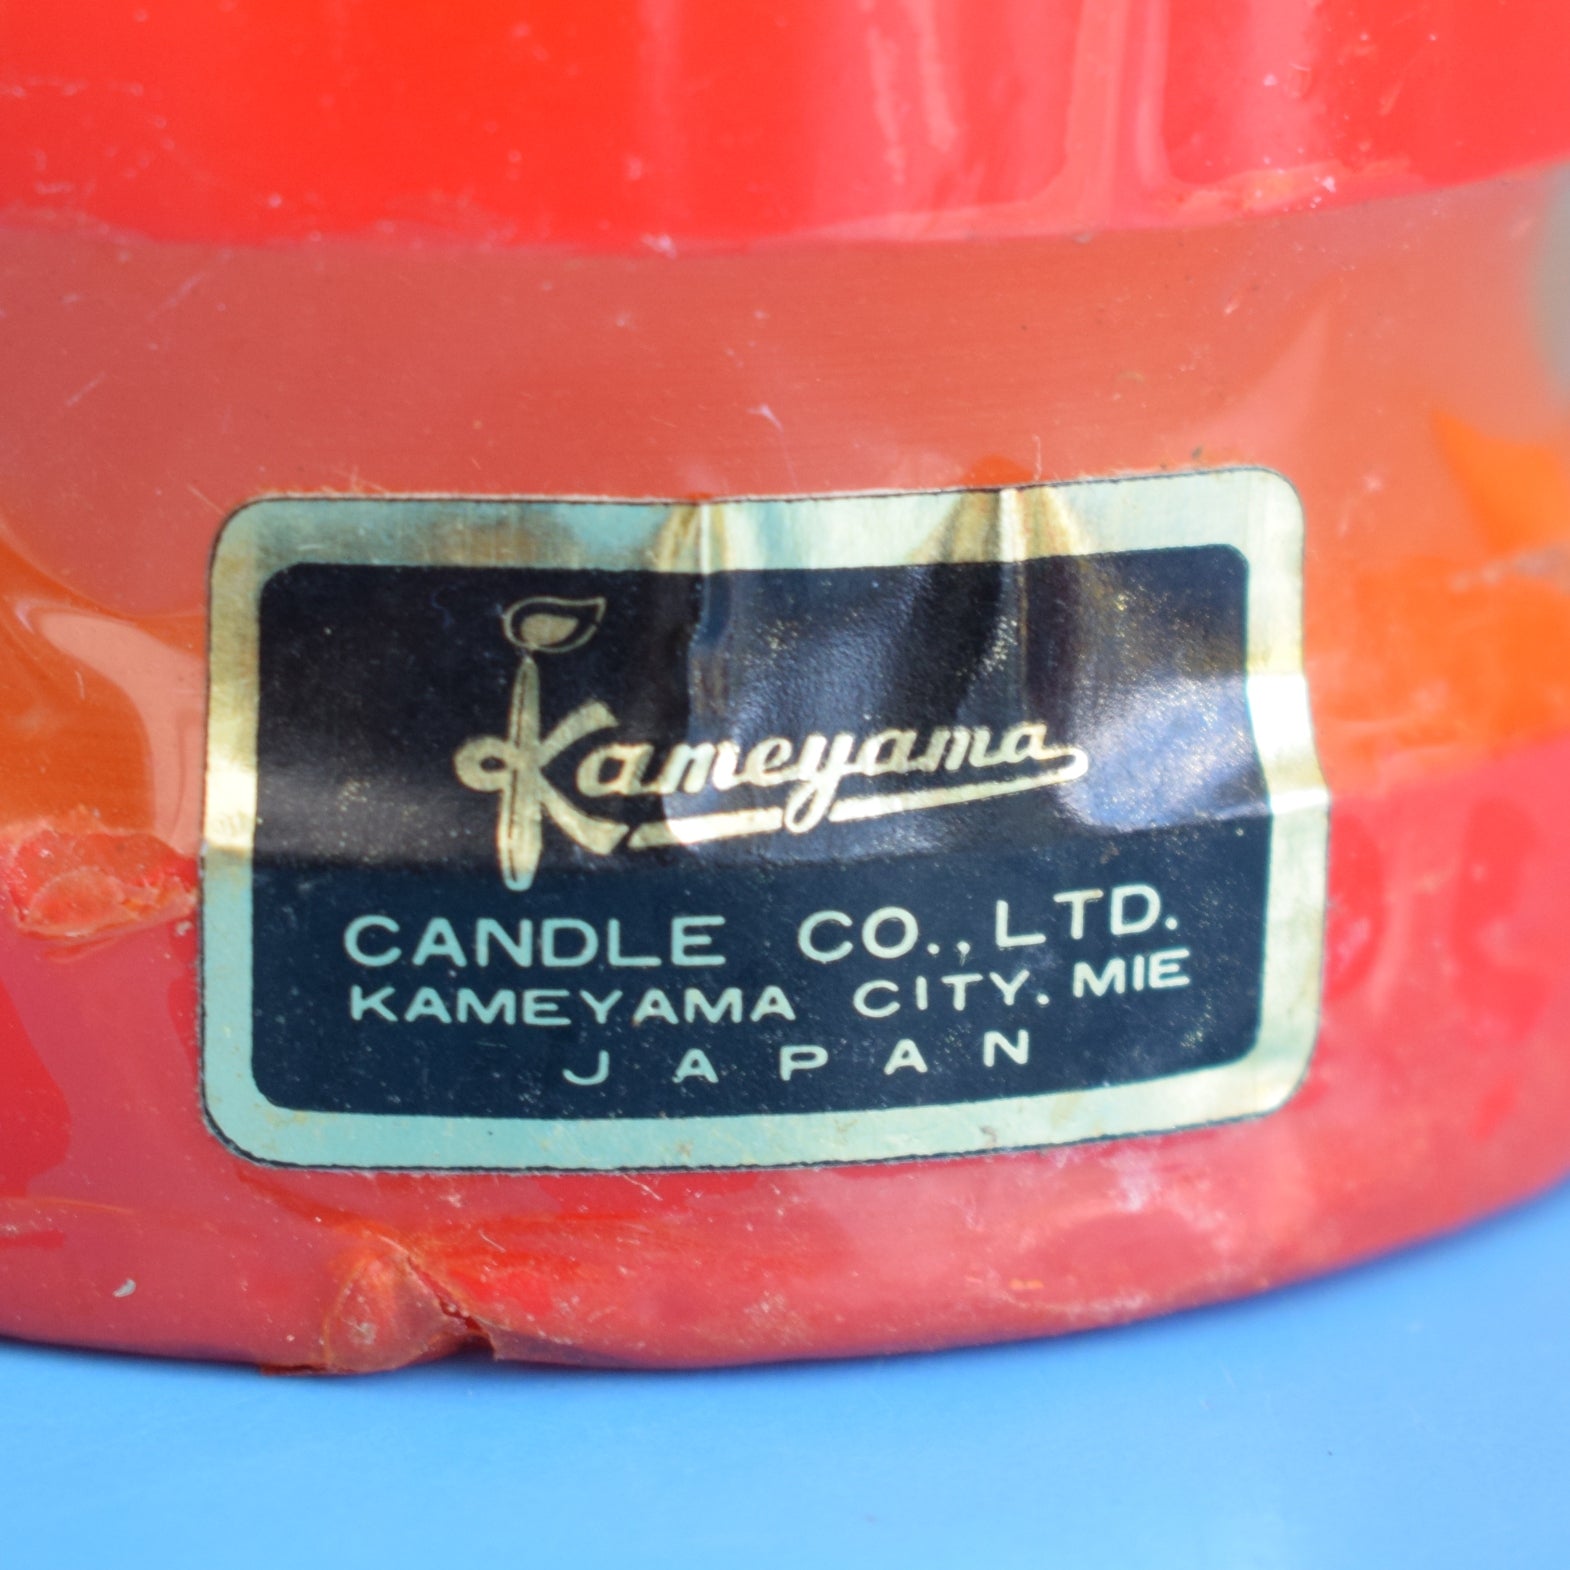 Kameyama
CANDLE CO., LTD.
KAMEYAMA CITY. MIE
JAPAN